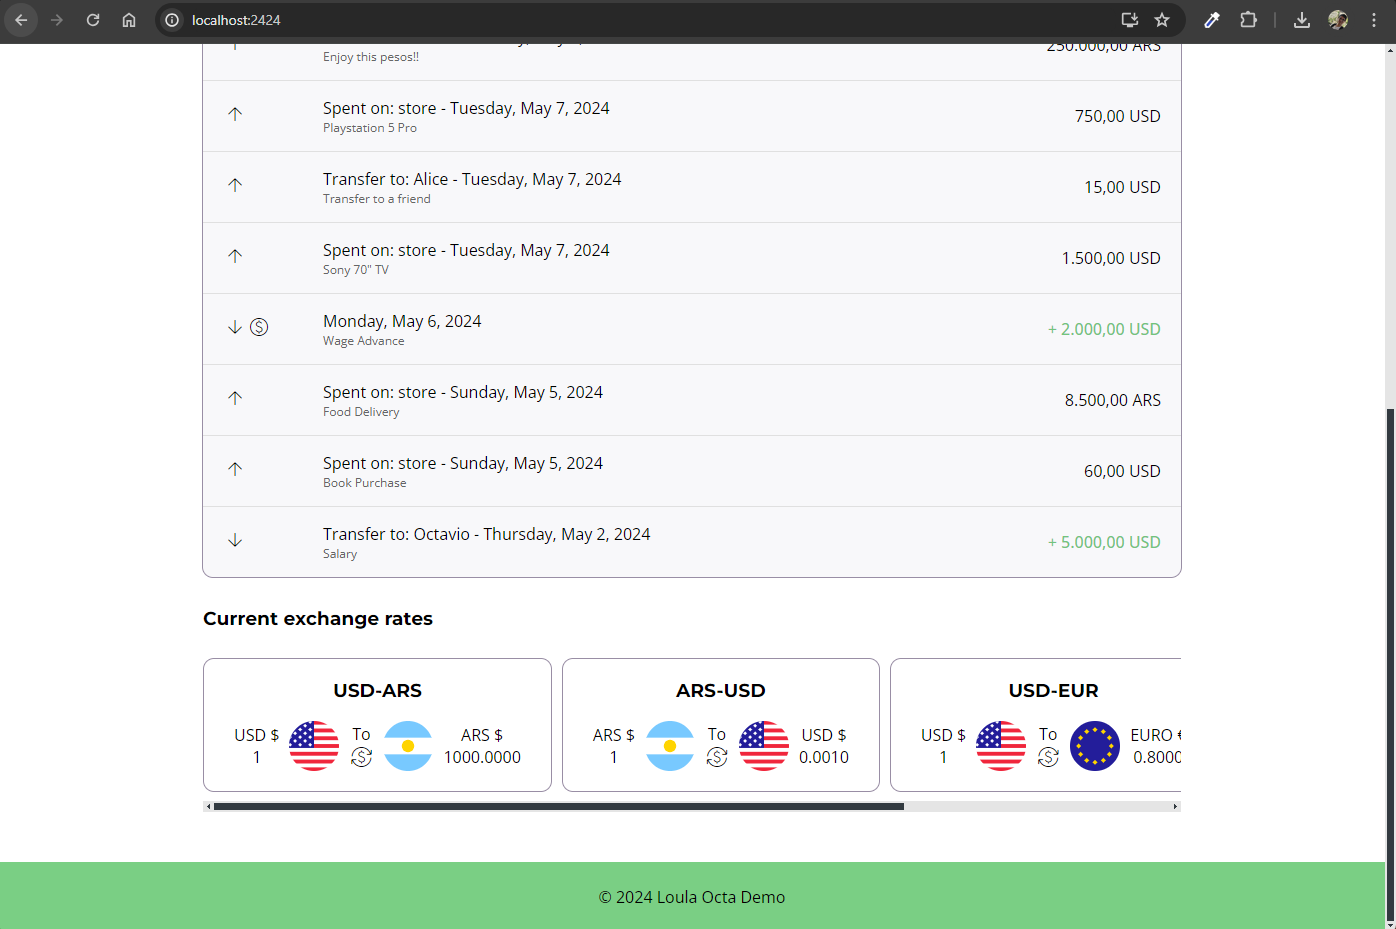 localhost:2424
250.000,00 ARS
Enjoy this pesos!!
Spent on: store - Tuesday, May 7, 2024
Playstation 5 Pro
750,00 USD
Transfer to: Alice - Tuesday, May 7, 2024
Transfer to a friend
15,00 USD
Spent on: store - Tuesday, May 7, 2024
Sony 70" TV
1.500,00 USD
Monday, May 6, 2024
Wage Advance
+ 2.000,00 USD
Spent on: store - Sunday, May 5, 2024
Food Delivery
8.500,00 ARS
Spent on: store - Sunday, May 5, 2024
Book Purchase
60,00 USD
Transfer to: Octavio - Thursday, May 2, 2024
Salary
+ 5.000,00 USD
Current exchange rates
USD-ARS
USD $
1
To
ARS $
1000.0000
ARS-USD
ARS $
1
To
USD $
0.0010
USD-EUR
USD $
1
To
EURO €
0.8000
© 2024 Loula Octa Demo